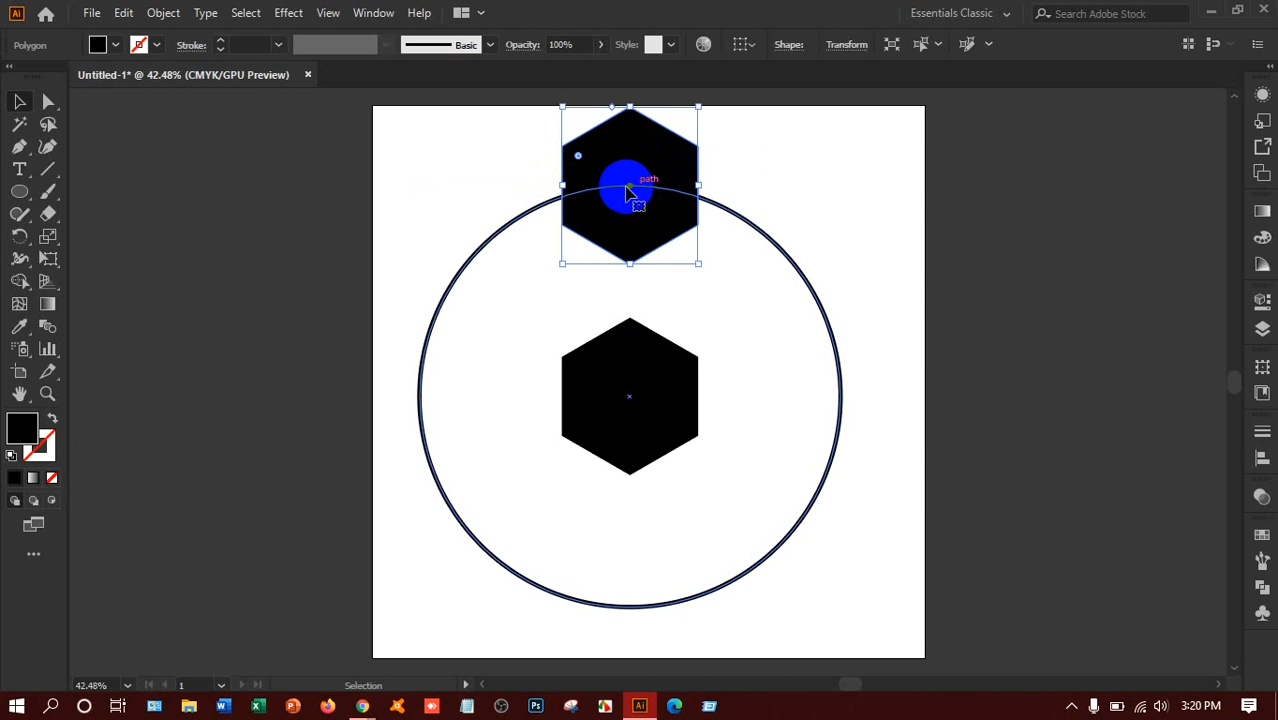 File Edit Object Type Select Effect View Window Help
Essentials Classic
Search Adobe Stock
Polygon
Stroke:
Basic
Opacity: 100%
Style:
Shape:
Transform
Untitled-1* @ 42.48% (CMYK/GPU Preview)
path
42.48%
1
Selection
3:20 PM